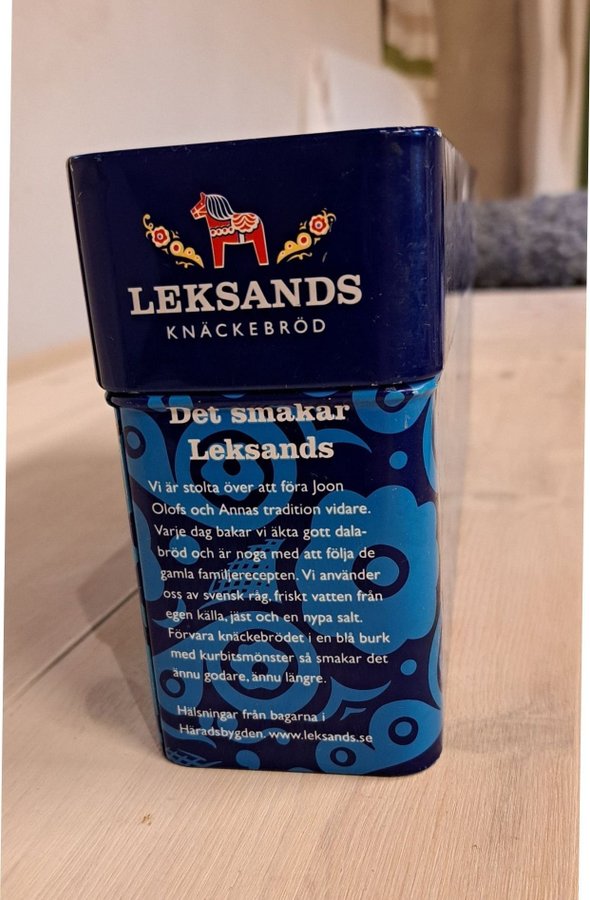 LEKSANDS
KNÄCKEBRÖD
Det smakar
Leksands
Vi är stolta över att föra Joon
Olofs och Annas tradition vidare.
Varje dag bakar vi äkta gott dala-
bröd och är noga med att följa de
gamla familjerecepten. Vi använder
oss av svensk råg, friskt vatten från
egen källa, jäst och en nypa salt.
Förvara knäckebrödet i en blå burk
med kurbitsmönster så smakar det
ännu godare, ännu längre.
Hälsningar från bagarna i
Häradsbygden. www.leksands.se